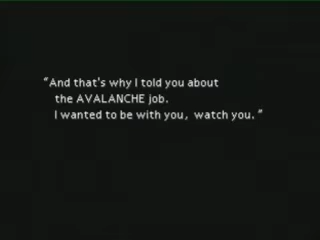 “And that's why I told you about
the AVALANCHE job.
I wanted to be with you, watch you.”